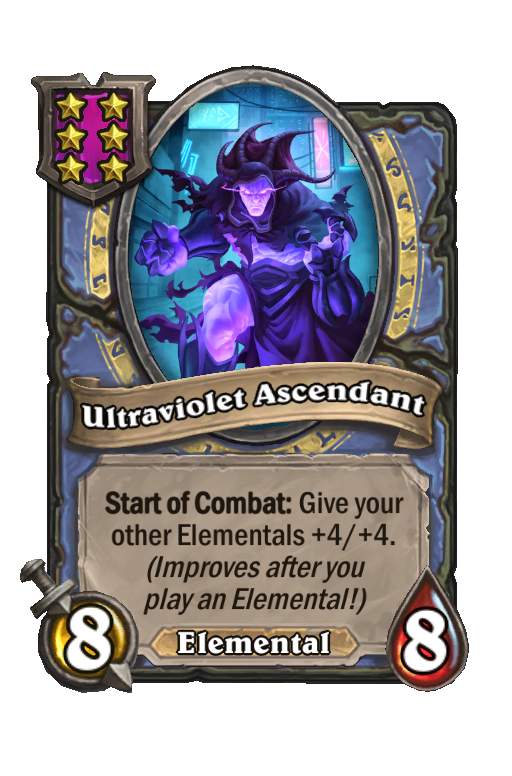 Ultraviolet Ascendant
Start of Combat: Give your
other Elementals +4/+4.
(Improves after you
play an Elemental!)
8
Elemental
8